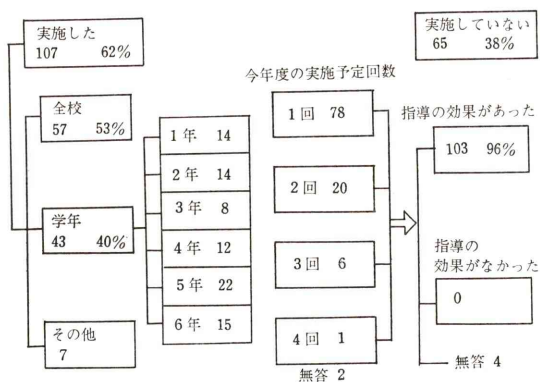 実施した
107 62%
実施していない
65 38%
全校
57 53%
学年
43 40%
その他
7
1年 14
2年 14
3年 8
4年 12
5年 22
6年 15
今年度の実施予定回数
1回 78
2回 20
3回 6
4回 1
無答 2
指導の効果があった
103 96%
指導の
効果がなかった
0
無答 4